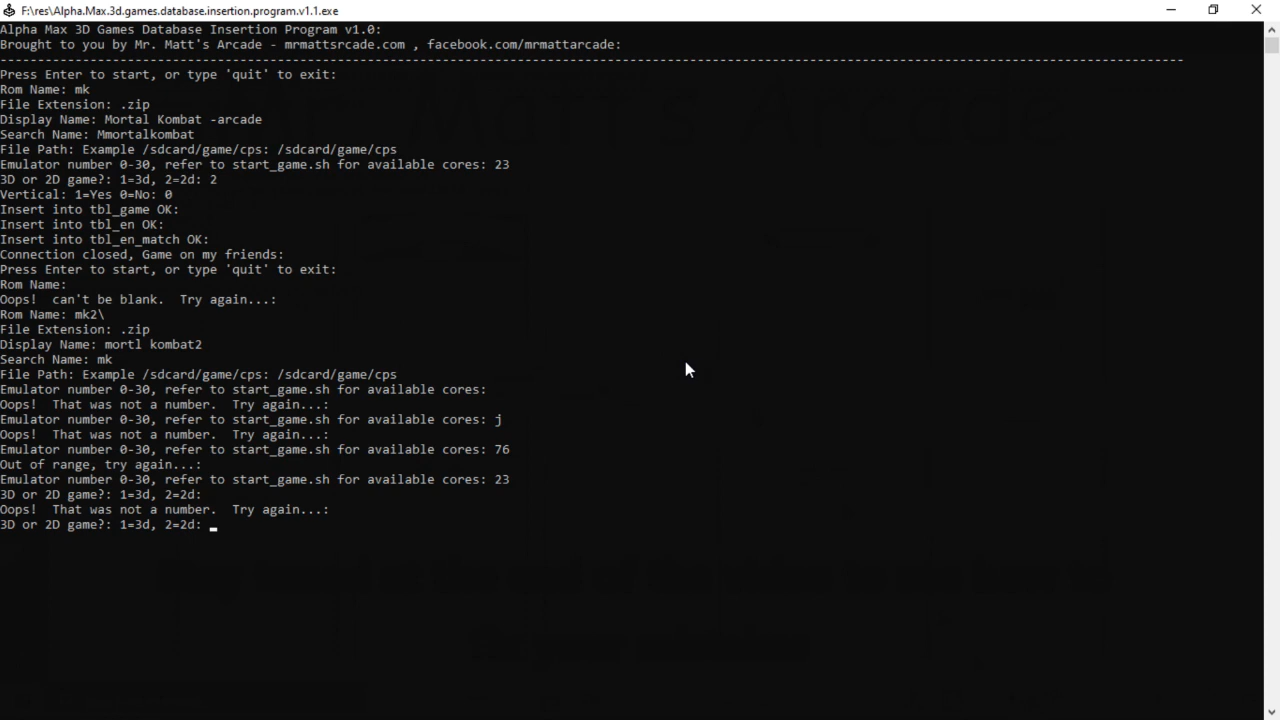 F:\res\Alpha.Max.3d.games.database.insertion.program.v1.1.exe
Alpha Max 3D Games Database Insertion Program v1.0:
Brought to you by Mr. Matt's Arcade - mrmattsrcade.com , facebook.com/mrmattarcade:
--------------------------------------------------------------------------------------------------------------------------------------------------------------
Press Enter to start, or type 'quit' to exit:
Rom Name: mk
File Extension: .zip
Display Name: Mortal Kombat -arcade
Search Name: Mmortalkombat
File Path: Example /sdcard/game/cps: /sdcard/game/cps
Emulator number 0-30, refer to start_game.sh for available cores: 23
3D or 2D game?: 1=3d, 2=2d: 2
Vertical: 1=Yes 0=No: 0
Insert into tbl_game OK:
Insert into tbl_en OK:
Insert into tbl_en_match OK:
Connection closed, Game on my friends:
Press Enter to start, or type 'quit' to exit:
Rom Name:
Oops!  can't be blank.  Try again...:
Rom Name: mk2\
File Extension: .zip
Display Name: mortl kombat2
Search Name: mk
File Path: Example /sdcard/game/cps: /sdcard/game/cps
Emulator number 0-30, refer to start_game.sh for available cores:
Oops!  That was not a number.  Try again...:
Emulator number 0-30, refer to start_game.sh for available cores: j
Oops!  That was not a number.  Try again...:
Emulator number 0-30, refer to start_game.sh for available cores: 76
Out of range, try again...:
Emulator number 0-30, refer to start_game.sh for available cores: 23
3D or 2D game?: 1=3d, 2=2d:
Oops!  That was not a number.  Try again...:
3D or 2D game?: 1=3d, 2=2d: